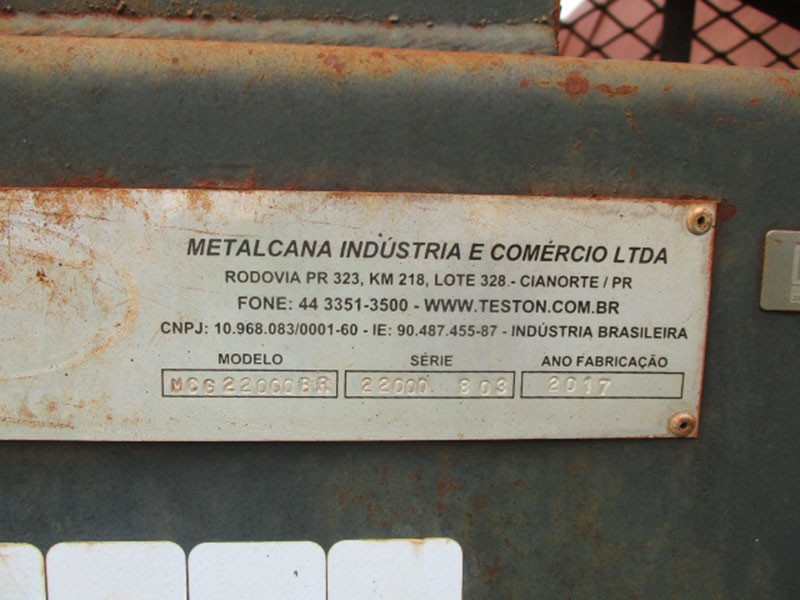 METALCANA INDÚSTRIA E COMÉRCIO LTDA
RODOVIA PR 323, KM 218, LOTE 328.- CIANORTE / PR
FONE: 44 3351-3500 - WWW.TESTON.COM.BR
CNPJ: 10.968.083/0001-60 - IE: 90.487.455-87 - INDÚSTRIA BRASILEIRA
MODELO SÉRIE ANO FABRICAÇÃO
MCG22000BR 22000. 803 2017